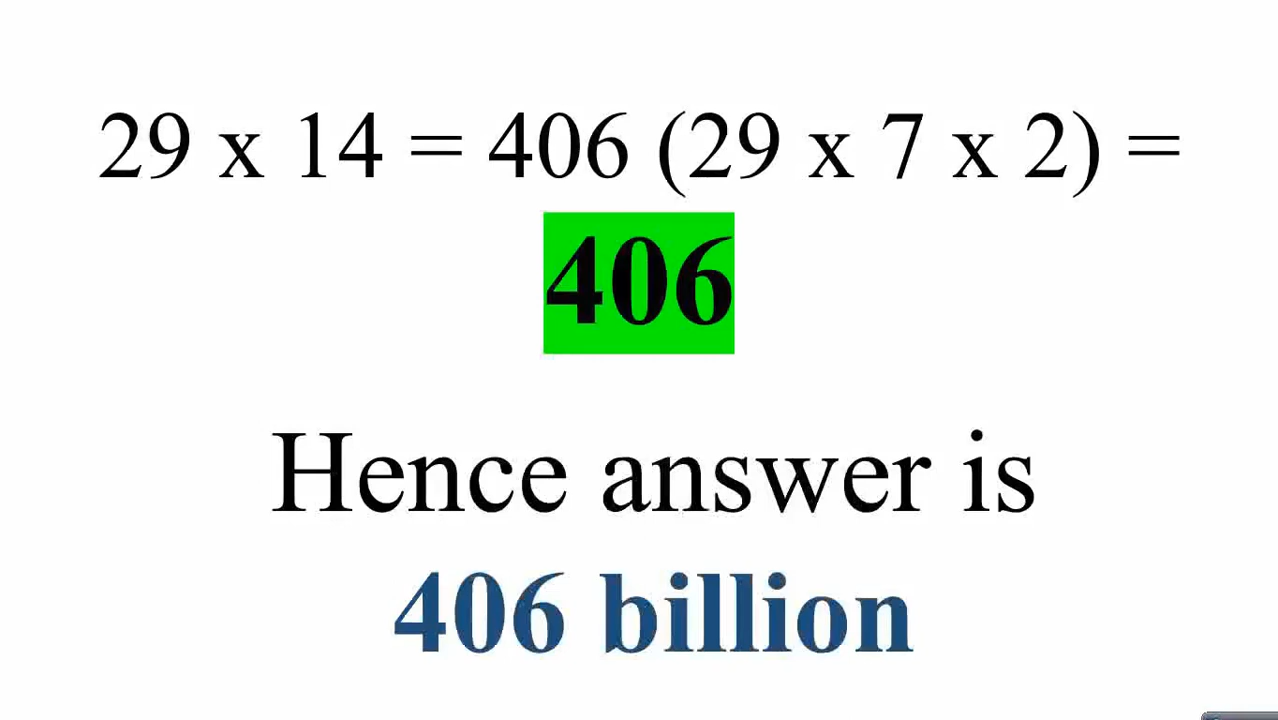 29 x 14 = 406 (29 x 7 x 2) =
406
Hence answer is
406 billion